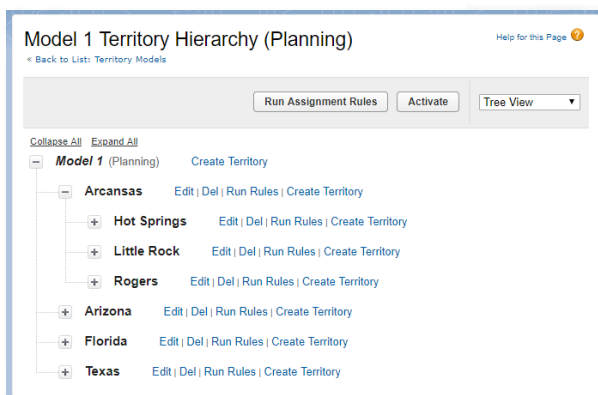 Model 1 Territory Hierarchy (Planning)
Help for this Page ?
« Back to List: Territory Models
Run Assignment Rules Activate Tree View ▼
Collapse All Expand All
− Model 1 (Planning) Create Territory
− Arcansas Edit | Del | Run Rules | Create Territory
+ Hot Springs Edit | Del | Run Rules | Create Territory
+ Little Rock Edit | Del | Run Rules | Create Territory
+ Rogers Edit | Del | Run Rules | Create Territory
+ Arizona Edit | Del | Run Rules | Create Territory
+ Florida Edit | Del | Run Rules | Create Territory
+ Texas Edit | Del | Run Rules | Create Territory